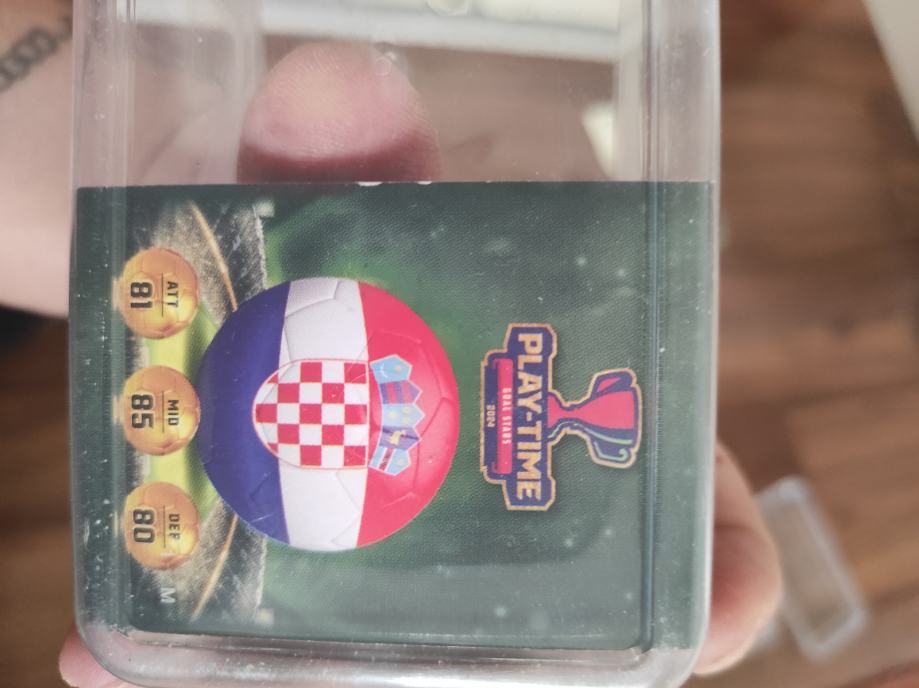 PLAY-TIME
GOAL STARS
2024
ATT
81
MID
85
DEF
80
M